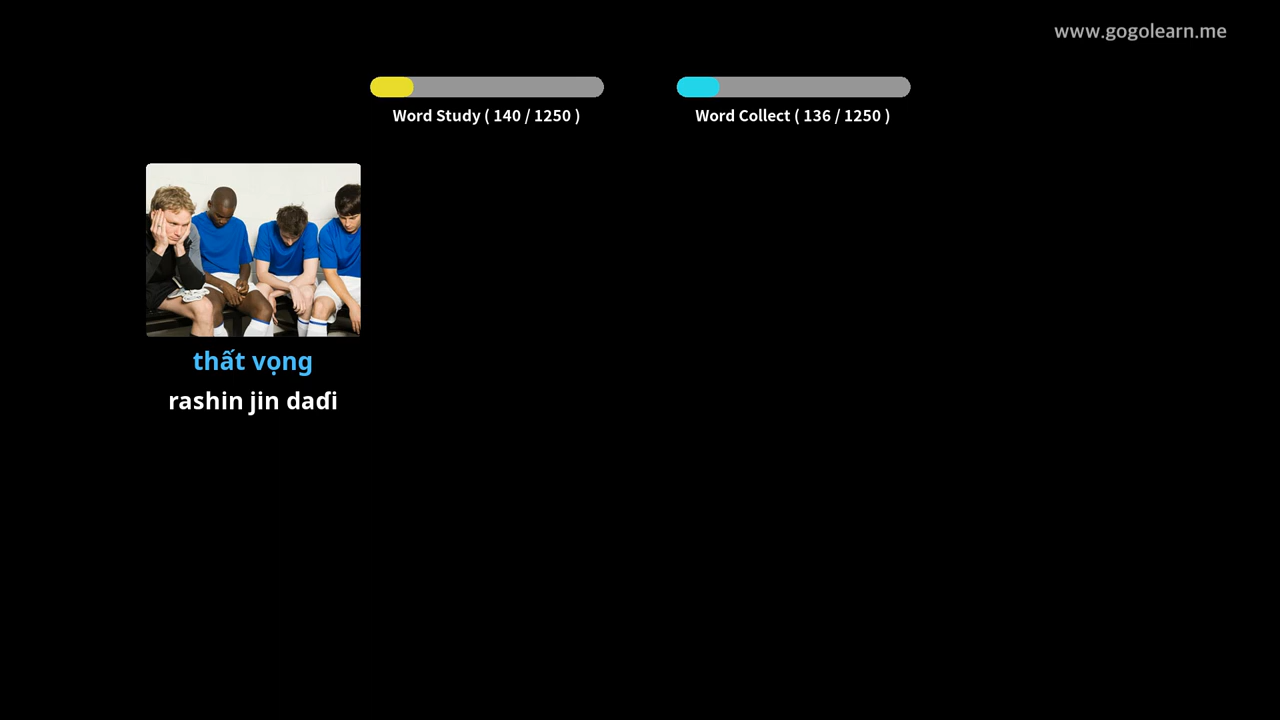 www.gogolearn.me
Word Study ( 140 / 1250 )
Word Collect ( 136 / 1250 )
thất vọng
rashin jin daɗi